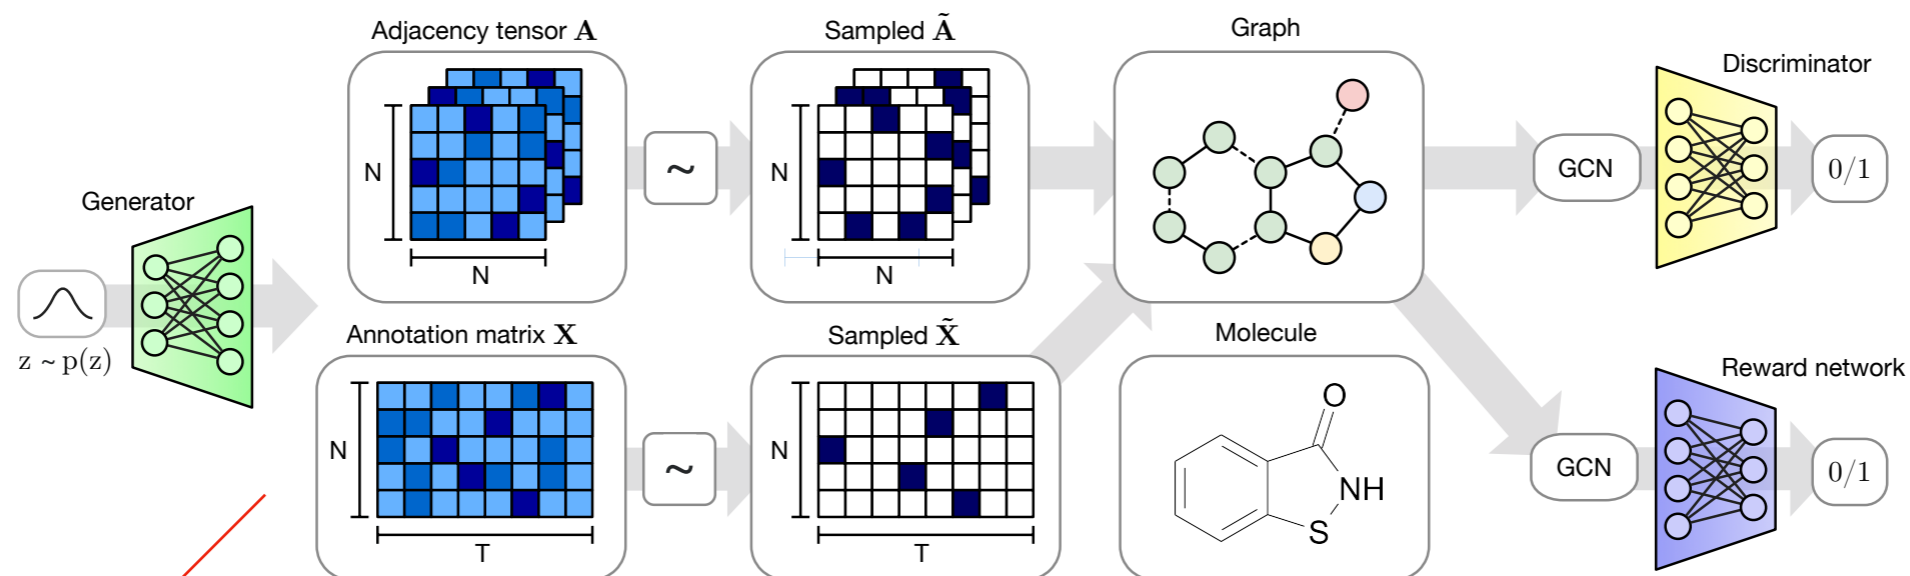 Generator
z ~ p(z)
Adjacency tensor A
N
N
~
Sampled Ã
N
N
Graph
GCN
Discriminator
0/1
Annotation matrix X
N
T
~
Sampled X̃
N
T
Molecule
O
NH
S
GCN
Reward network
0/1